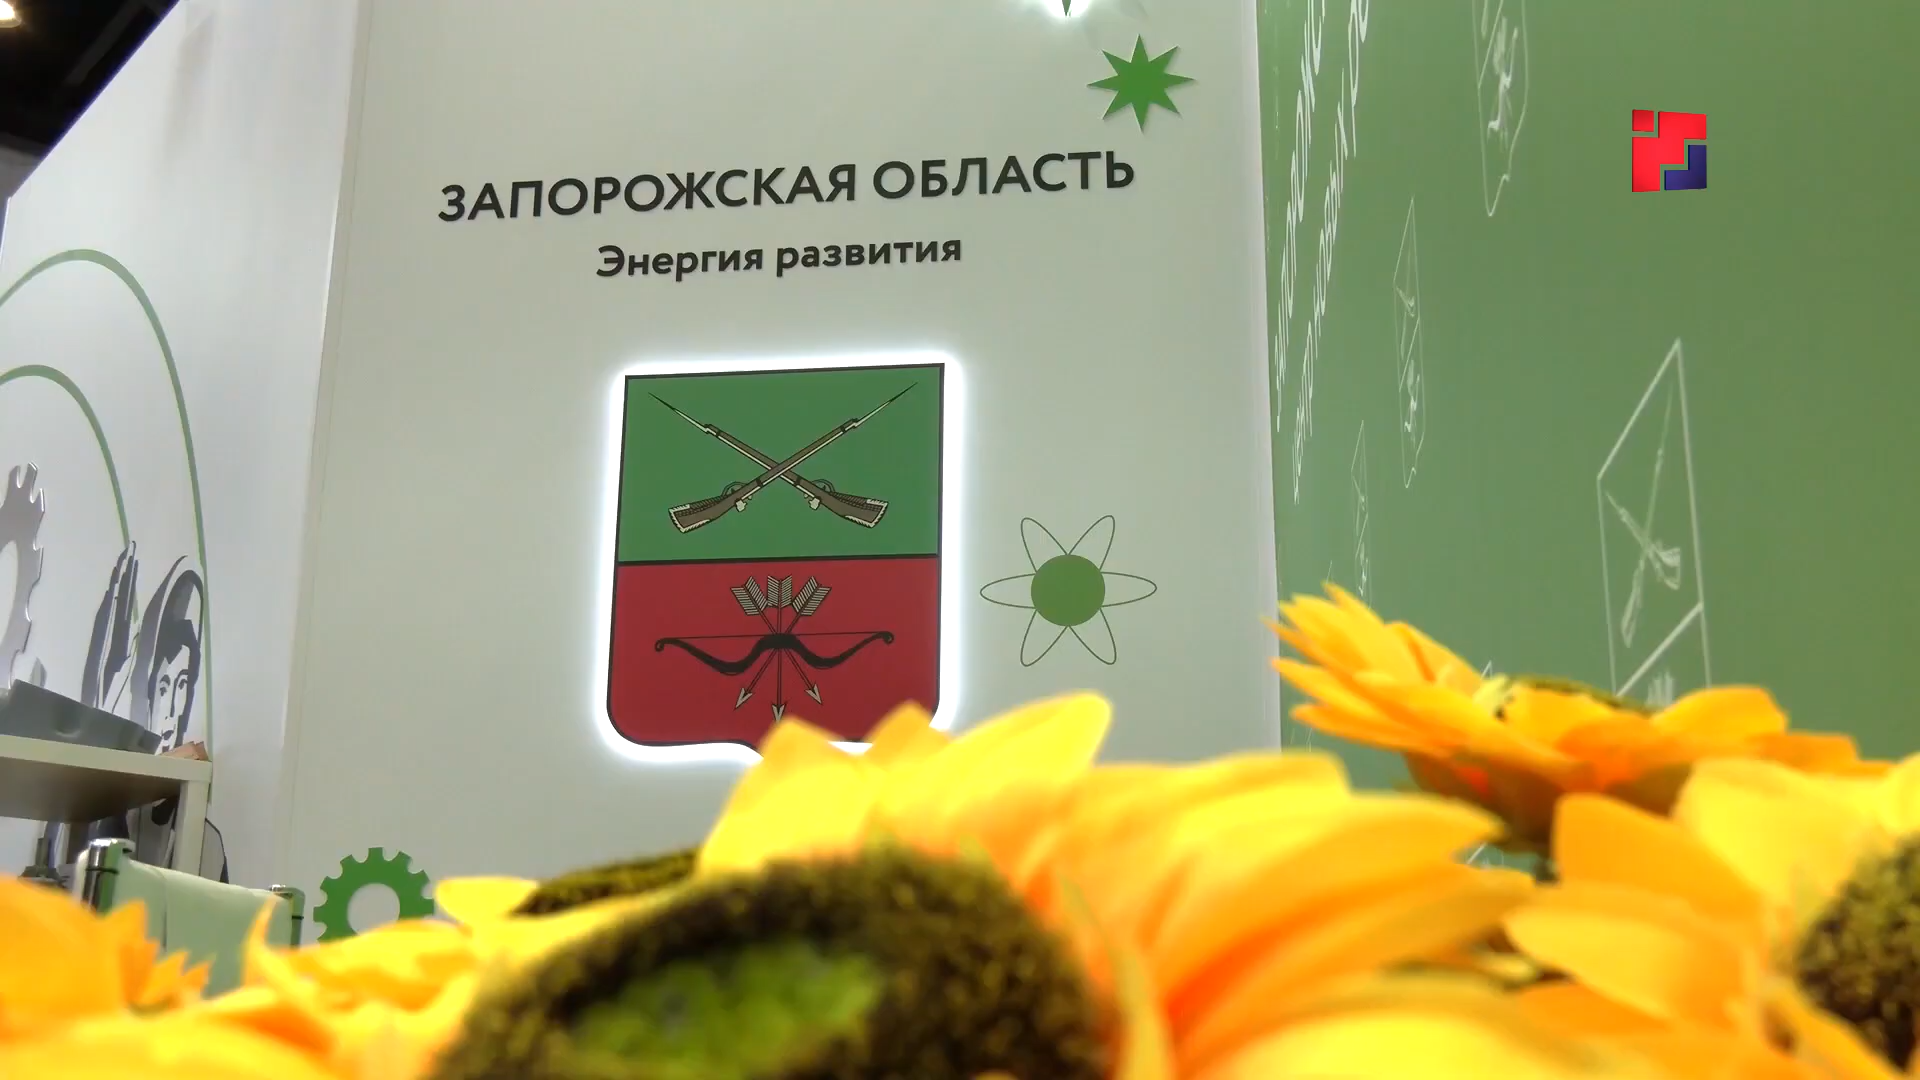 ЗАПОРОЖСКАЯ ОБЛАСТЬ
Энергия развития